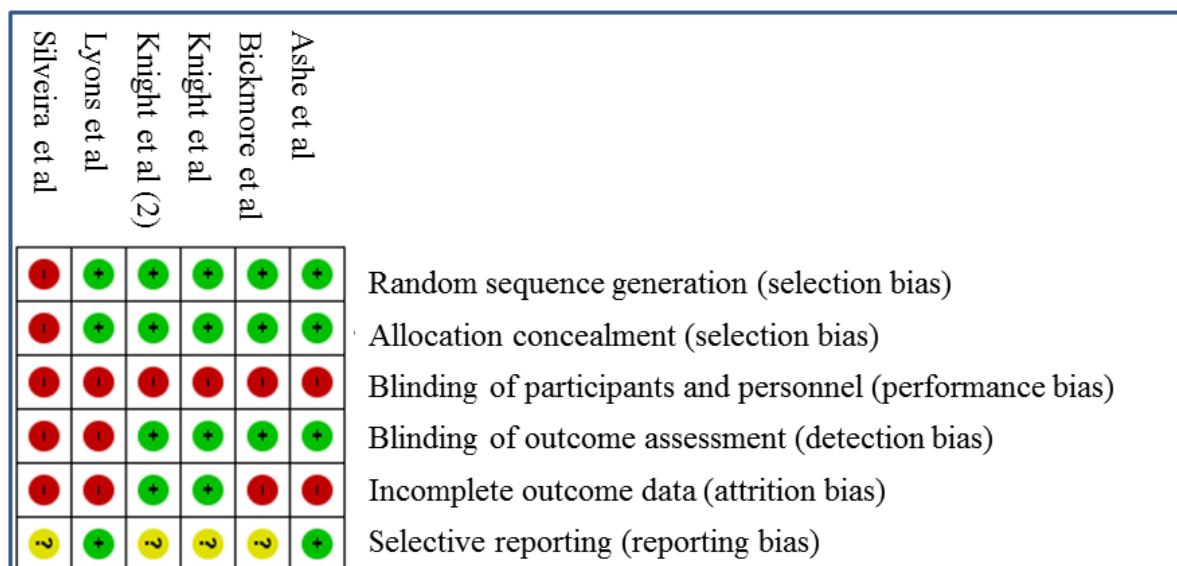 Silveira et al
Lyons et al
Knight et al (2)
Knight et al
Bickmore et al
Ashe et al
- + + + + + Random sequence generation (selection bias)
- + + + + + Allocation concealment (selection bias)
- - - - - - Blinding of participants and personnel (performance bias)
- - + + + + Blinding of outcome assessment (detection bias)
- - + + - - Incomplete outcome data (attrition bias)
? + ? ? ? + Selective reporting (reporting bias)